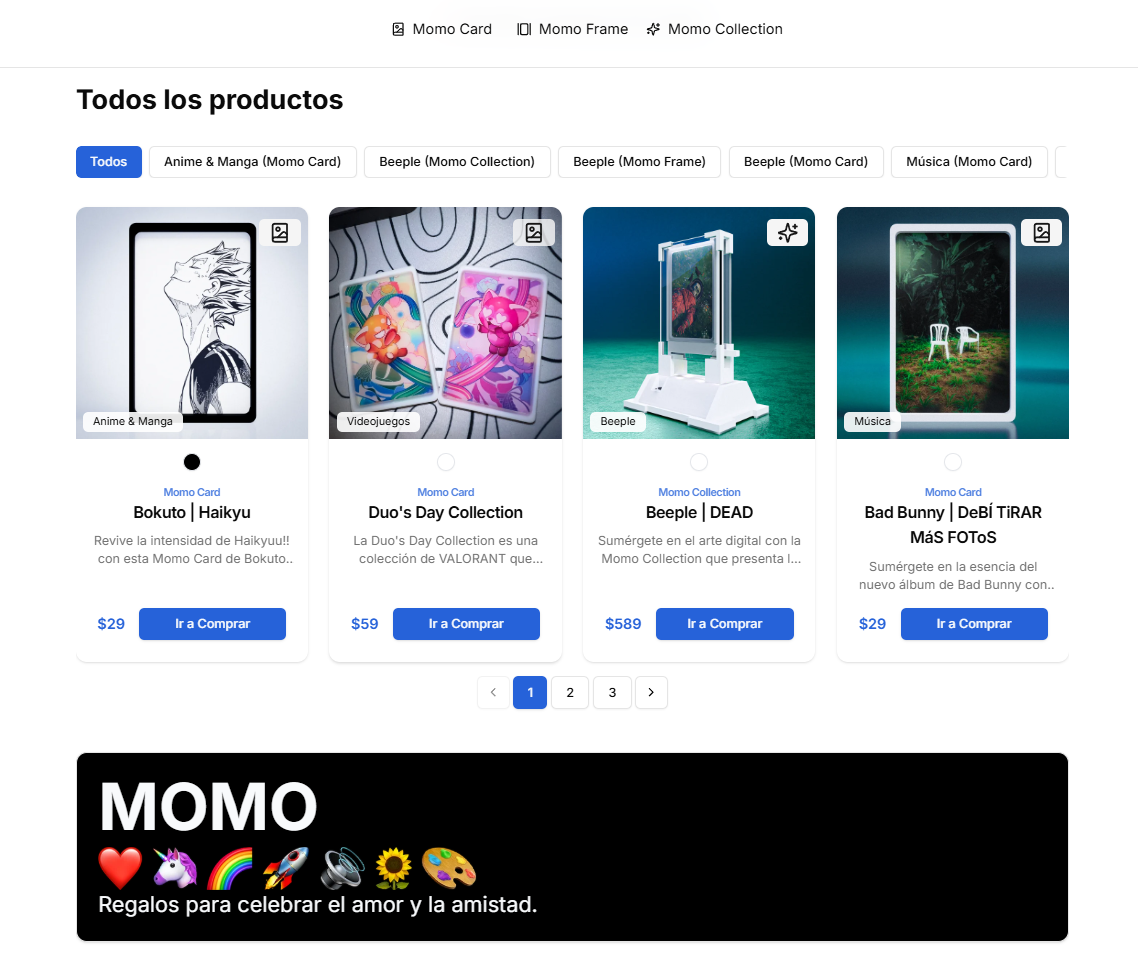 Momo Card Momo Frame Momo Collection
Todos los productos
Todos Anime & Manga (Momo Card) Beeple (Momo Collection) Beeple (Momo Frame) Beeple (Momo Card) Música (Momo Card)
Anime & Manga
Momo Card
Bokuto | Haikyu
Revive la intensidad de Haikyuu!!
con esta Momo Card de Bokuto..
$29 Ir a Comprar
Videojuegos
Momo Card
Duo's Day Collection
La Duo's Day Collection es una
colección de VALORANT que...
$59 Ir a Comprar
Beeple
Momo Collection
Beeple | DEAD
Sumérgete en el arte digital con la
Momo Collection que presenta l...
$589 Ir a Comprar
Música
Momo Card
Bad Bunny | DeBÍ TiRAR
MáS FOToS
Sumérgete en la esencia del
nuevo álbum de Bad Bunny con..
$29 Ir a Comprar
1 2 3
MOMO
❤️🦄🌈🚀🔊🌻🎨
Regalos para celebrar el amor y la amistad.